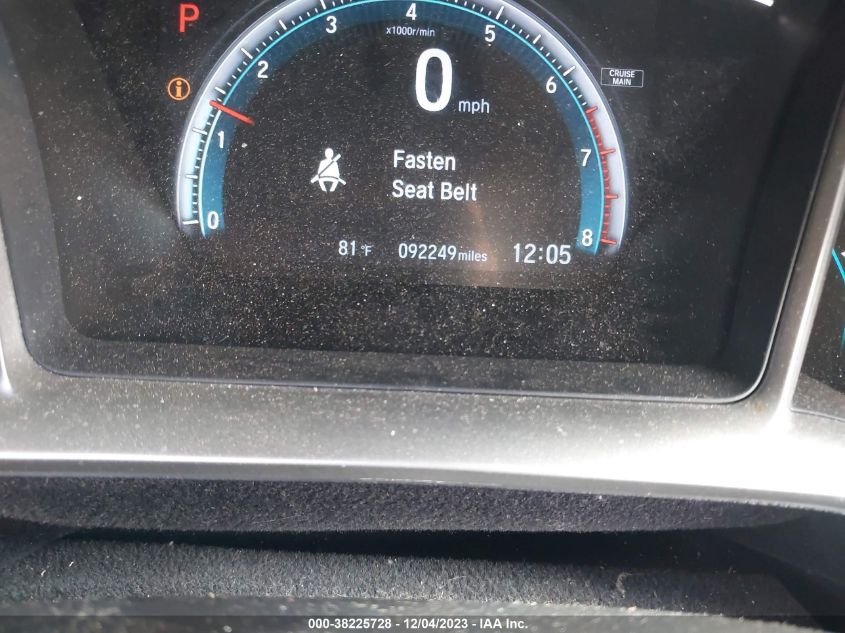 P
4
3
5
x1000r/min
2
6
0 mph
CRUISE
MAIN
1
7
Fasten
Seat Belt
0
8
81°F
092249 miles
12:05
000-38225728 - 12/04/2023 - IAA Inc.